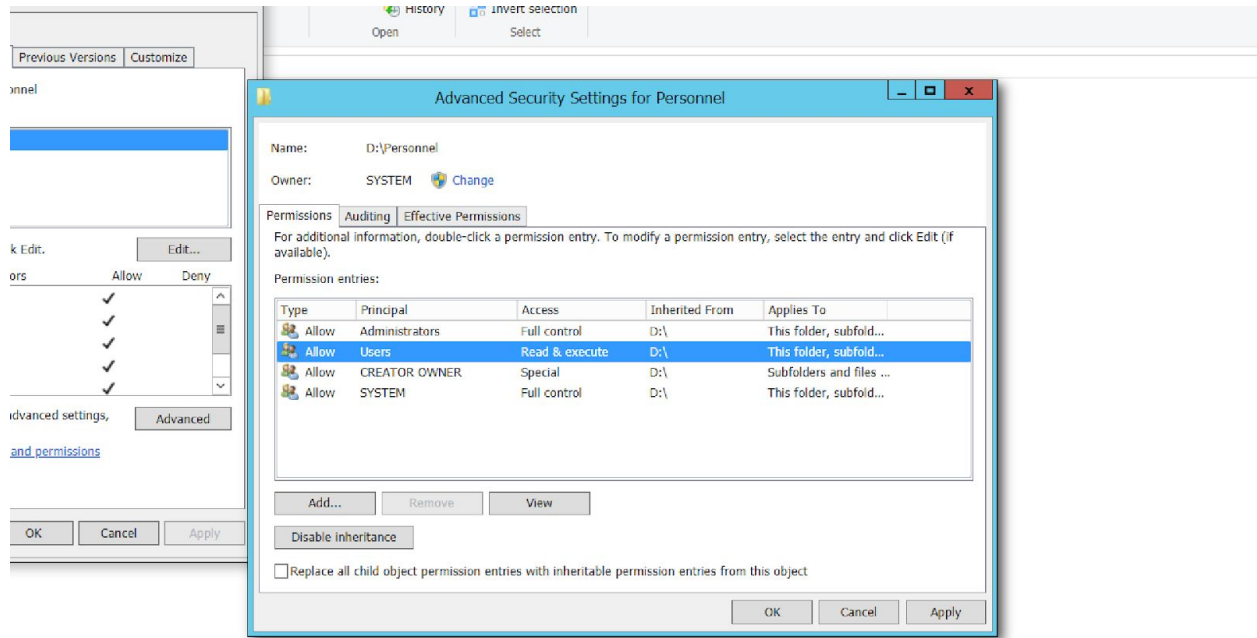 History
Invert selection
Open
Select
Previous Versions
Customize
onnel
k Edit.
Edit...
ors
Allow
Deny
dvanced settings,
Advanced
and permissions
OK
Cancel
Apply
Advanced Security Settings for Personnel
Name:
D:\Personnel
Owner:
SYSTEM
Change
Permissions
Auditing
Effective Permissions
For additional information, double-click a permission entry. To modify a permission entry, select the entry and click Edit (if
available).
Permission entries:
Type Principal Access Inherited From Applies To
Allow Administrators Full control D:\ This folder, subfold...
Allow Users Read & execute D:\ This folder, subfold...
Allow CREATOR OWNER Special D:\ Subfolders and files ...
Allow SYSTEM Full control D:\ This folder, subfold...
Add...
Remove
View
Disable inheritance
Replace all child object permission entries with inheritable permission entries from this object
OK
Cancel
Apply